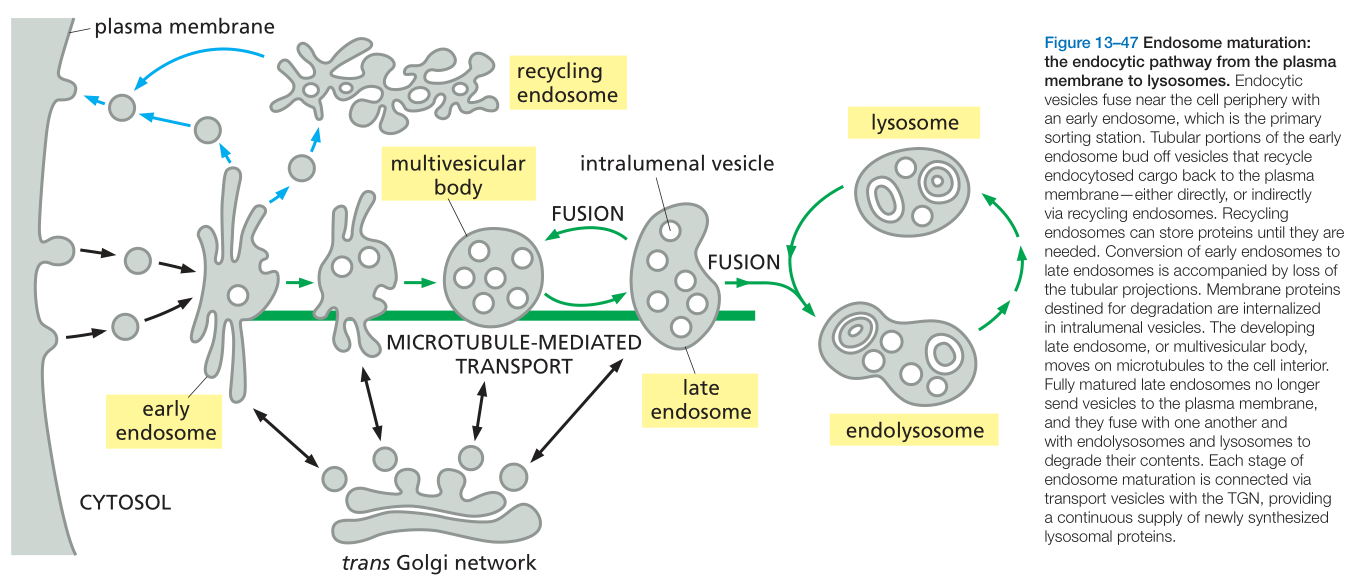 plasma membrane
recycling
endosome
multivesicular
body
intralumenal vesicle
lysosome
FUSION
FUSION
MICROTUBULE-MEDIATED
TRANSPORT
early
endosome
late
endosome
endolysosome
CYTOSOL
trans Golgi network
Figure 13–47 Endosome maturation:
the endocytic pathway from the plasma
membrane to lysosomes. Endocytic
vesicles fuse near the cell periphery with
an early endosome, which is the primary
sorting station. Tubular portions of the early
endosome bud off vesicles that recycle
endocytosed cargo back to the plasma
membrane—either directly, or indirectly
via recycling endosomes. Recycling
endosomes can store proteins until they are
needed. Conversion of early endosomes to
late endosomes is accompanied by loss of
the tubular projections. Membrane proteins
destined for degradation are internalized
in intralumenal vesicles. The developing
late endosome, or multivesicular body,
moves on microtubules to the cell interior.
Fully matured late endosomes no longer
send vesicles to the plasma membrane,
and they fuse with one another and
with endolysosomes and lysosomes to
degrade their contents. Each stage of
endosome maturation is connected via
transport vesicles with the TGN, providing
a continuous supply of newly synthesized
lysosomal proteins.